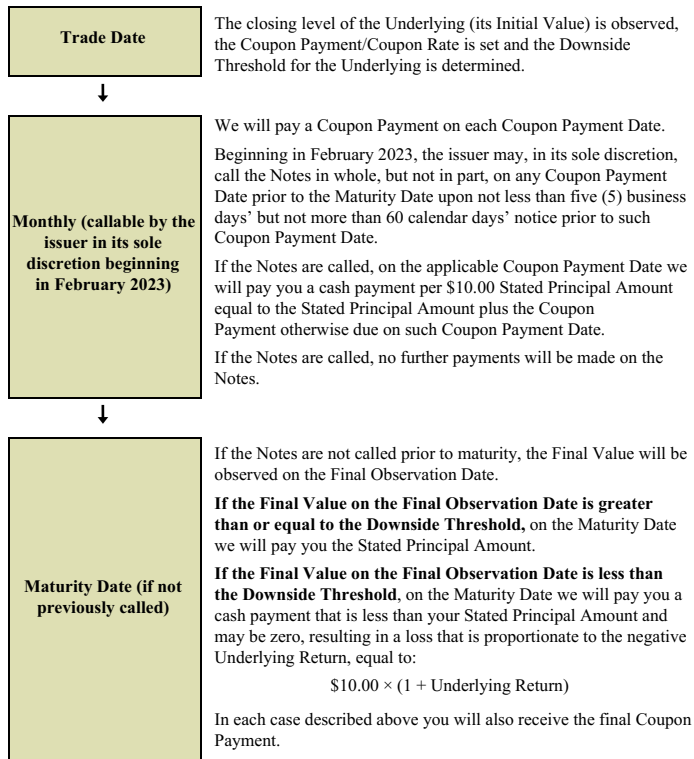 Trade Date
The closing level of the Underlying (its Initial Value) is observed,
the Coupon Payment/Coupon Rate is set and the Downside
Threshold for the Underlying is determined.
Monthly (callable by the
issuer in its sole
discretion beginning
in February 2023)
We will pay a Coupon Payment on each Coupon Payment Date.
Beginning in February 2023, the issuer may, in its sole discretion,
call the Notes in whole, but not in part, on any Coupon Payment
Date prior to the Maturity Date upon not less than five (5) business
days’ but not more than 60 calendar days’ notice prior to such
Coupon Payment Date.
If the Notes are called, on the applicable Coupon Payment Date we
will pay you a cash payment per $10.00 Stated Principal Amount
equal to the Stated Principal Amount plus the Coupon
Payment otherwise due on such Coupon Payment Date.
If the Notes are called, no further payments will be made on the
Notes.
Maturity Date (if not
previously called)
If the Notes are not called prior to maturity, the Final Value will be
observed on the Final Observation Date.
If the Final Value on the Final Observation Date is greater
than or equal to the Downside Threshold, on the Maturity Date
we will pay you the Stated Principal Amount.
If the Final Value on the Final Observation Date is less than
the Downside Threshold, on the Maturity Date we will pay you a
cash payment that is less than your Stated Principal Amount and
may be zero, resulting in a loss that is proportionate to the negative
Underlying Return, equal to:
$10.00 × (1 + Underlying Return)
In each case described above you will also receive the final Coupon
Payment.